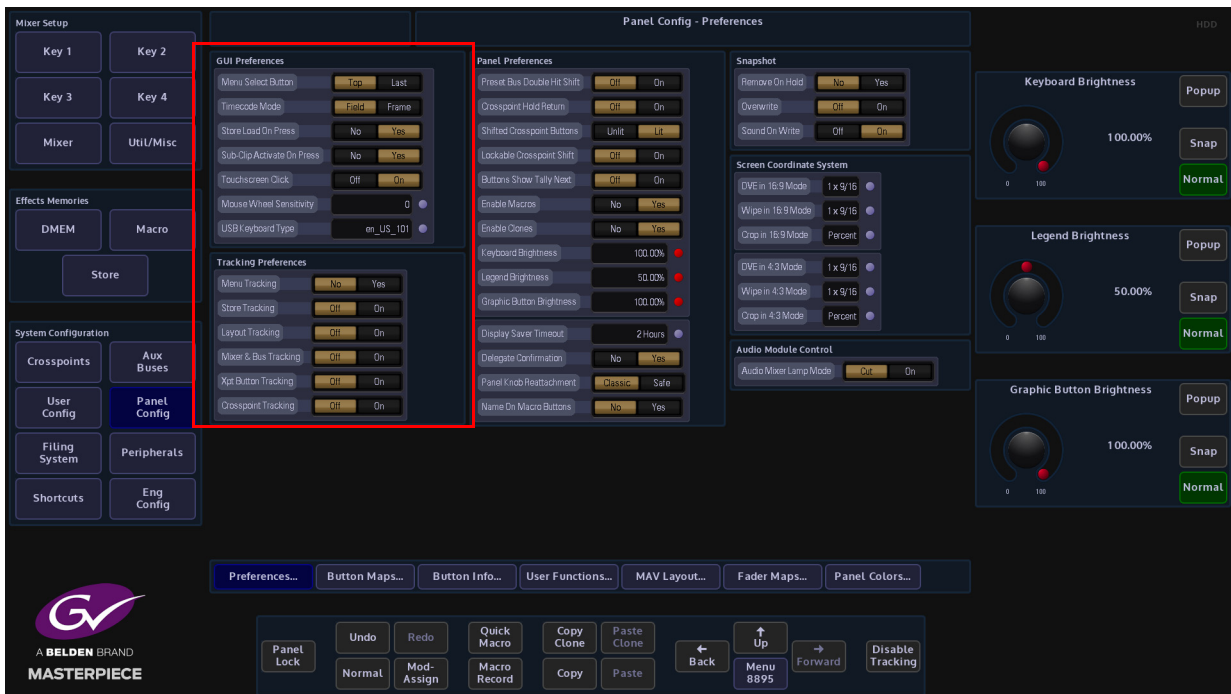 Mixer Setup
Key 1
Key 2
Key 3
Key 4
Mixer
Util/Misc
Effects Memories
DMEM
Macro
Store
System Configuration
Crosspoints
Aux
Buses
User
Config
Panel
Config
Filing
System
Peripherals
Shortcuts
Eng
Config
A BELDEN BRAND
MASTERPIECE
Panel Config - Preferences
HDD
GUI Preferences
Menu Select Button Top Last
Timecode Mode Field Frame
Store Load On Press No Yes
Sub-Clip Activate On Press No Yes
Touchscreen Click Off On
Mouse Wheel Sensitivity 0
USB Keyboard Type en_US_101
Tracking Preferences
Menu Tracking No Yes
Store Tracking Off On
Layout Tracking Off On
Mixer & Bus Tracking Off On
Xpt Button Tracking Off On
Crosspoint Tracking Off On
Panel Preferences
Preset Bus Double Hit Shift Off On
Crosspoint Hold Return Off On
Shifted Crosspoint Buttons Unlit Lit
Lockable Crosspoint Shift Off On
Buttons Show Tally Next Off On
Enable Macros No Yes
Enable Clones No Yes
Keyboard Brightness 100.00%
Legend Brightness 50.00%
Graphic Button Brightness 100.00%
Display Saver Timeout 2 Hours
Delegate Confirmation No Yes
Panel Knob Reattachment Classic Safe
Name On Macro Buttons No Yes
Snapshot
Remove On Hold No Yes
Overwrite Off On
Sound On Write Off On
Screen Coordinate System
DVE in 16:9 Mode 1 x 9/16
Wipe in 16:9 Mode 1 x 9/16
Crop in 16:9 Mode Percent
DVE in 4:3 Mode 1 x 9/16
Wipe in 4:3 Mode 1 x 9/16
Crop in 4:3 Mode Percent
Audio Module Control
Audio Mixer Lamp Mode Cut On
Keyboard Brightness
Popup
100.00%
Snap
0 100
Normal
Legend Brightness
Popup
50.00%
Snap
0 100
Normal
Graphic Button Brightness
Popup
100.00%
Snap
0 100
Normal
Preferences... Button Maps... Button Info... User Functions... MAV Layout... Fader Maps... Panel Colors...
Panel
Lock
Undo
Redo
Normal
Mod-
Assign
Quick
Macro
Macro
Record
Copy
Clone
Paste
Clone
Copy
Paste
Back
Up
Menu
8895
Forward
Disable
Tracking